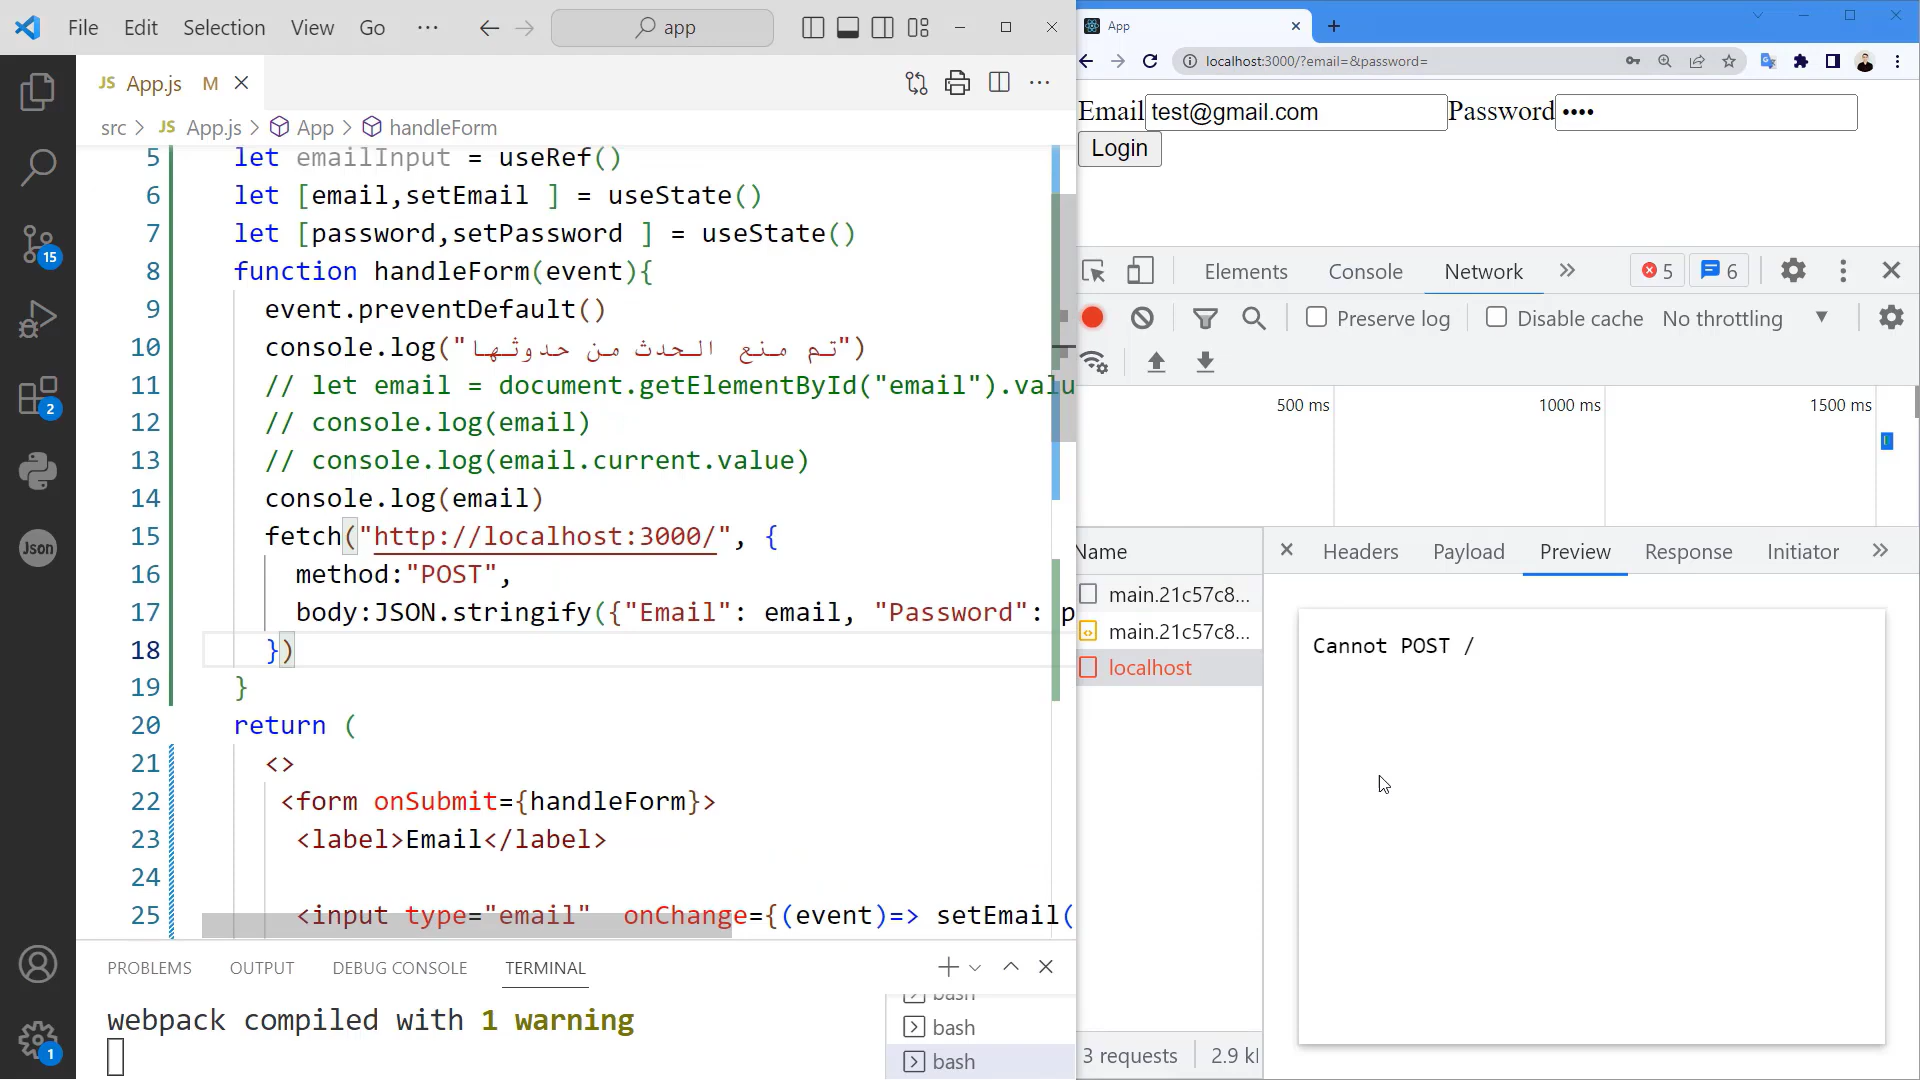 File Edit Selection View Go ··· app
JS App.js M
src > JS App.js > App > handleForm
5 let emailInput = useRef()
6 let [email,setEmail ] = useState()
7 let [password,setPassword ] = useState()
8 function handleForm(event){
9 event.preventDefault()
10 console.log("تم منع الحدث من حدوثها")
11 // let email = document.getElementById("email").valu
12 // console.log(email)
13 // console.log(email.current.value)
14 console.log(email)
15 fetch("http://localhost:3000/", {
16 method:"POST",
17 body:JSON.stringify({"Email": email, "Password": p
18 })
19 }
20 return (
21 <>
22 <form onSubmit={handleForm}>
23 <label>Email</label>
24
25 <input type="email" onChange={(event)=> setEmail(
15
2
Json
1
PROBLEMS OUTPUT DEBUG CONSOLE TERMINAL
webpack compiled with 1 warning
bash
bash
bash
App
localhost:3000/?email=&password=
Email test@gmail.com Password ••••
Login
Elements Console Network » 5 6
Preserve log Disable cache No throttling
500 ms 1000 ms 1500 ms
Name Headers Payload Preview Response Initiator »
main.21c57c8...
main.21c57c8...
localhost
Cannot POST /
3 requests 2.9 k